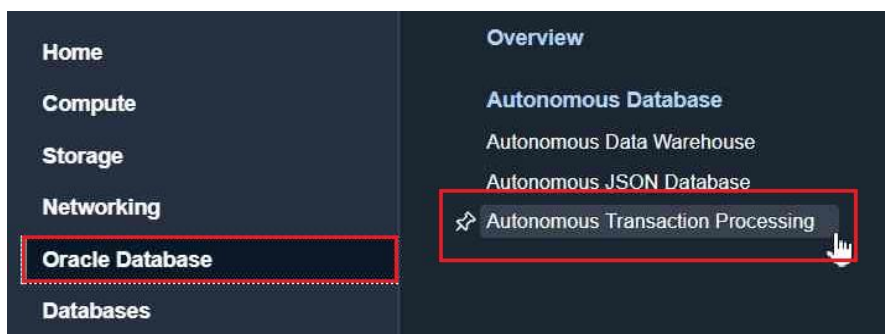 Home
Compute
Storage
Networking
Oracle Database
Databases
Overview
Autonomous Database
Autonomous Data Warehouse
Autonomous JSON Database
Autonomous Transaction Processing